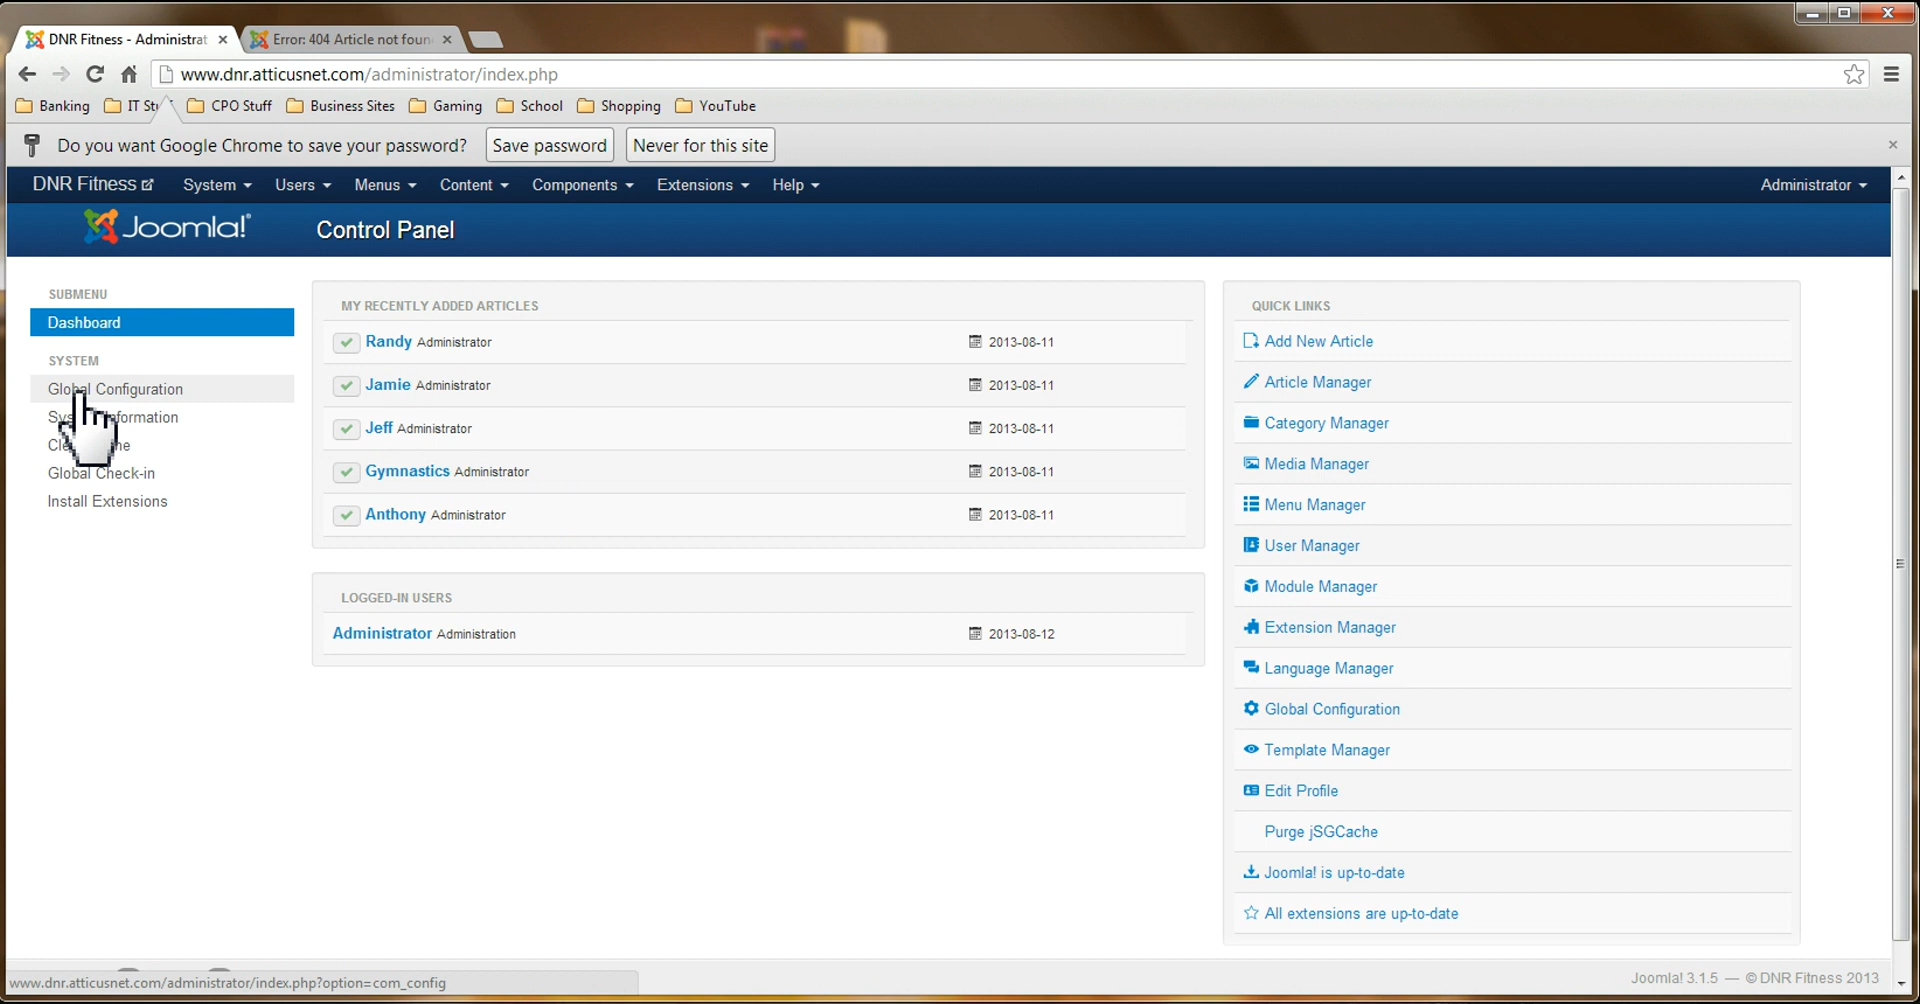 DNR Fitness - Administrat
Error: 404 Article not foun
www.dnr.atticusnet.com/administrator/index.php
Banking
IT Stu
CPO Stuff
Business Sites
Gaming
School
Shopping
YouTube
Do you want Google Chrome to save your password?
Save password
Never for this site
DNR Fitness
System
Users
Menus
Content
Components
Extensions
Help
Administrator
Joomla!
Control Panel
SUBMENU
Dashboard
SYSTEM
Global Configuration
Sys Information
Cle
Global Check-in
Install Extensions
MY RECENTLY ADDED ARTICLES
Randy Administrator 2013-08-11
Jamie Administrator 2013-08-11
Jeff Administrator 2013-08-11
Gymnastics Administrator 2013-08-11
Anthony Administrator 2013-08-11
LOGGED-IN USERS
Administrator Administration 2013-08-12
QUICK LINKS
Add New Article
Article Manager
Category Manager
Media Manager
Menu Manager
User Manager
Module Manager
Extension Manager
Language Manager
Global Configuration
Template Manager
Edit Profile
Purge jSGCache
Joomla! is up-to-date
All extensions are up-to-date
www.dnr.atticusnet.com/administrator/index.php?option=com_config
Joomla! 3.1.5 — © DNR Fitness 2013